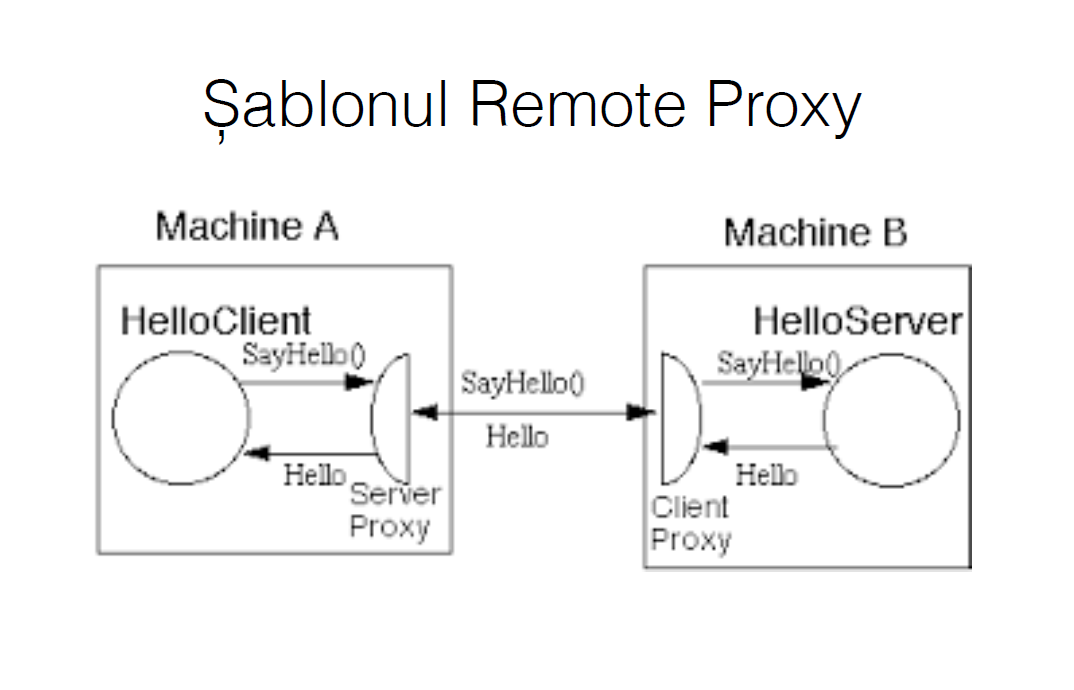 Șablonul Remote Proxy
Machine A
Machine B
HelloClient
SayHello()
Hello
Server
Proxy
SayHello()
Hello
HelloServer
SayHello()
Hello
Client
Proxy